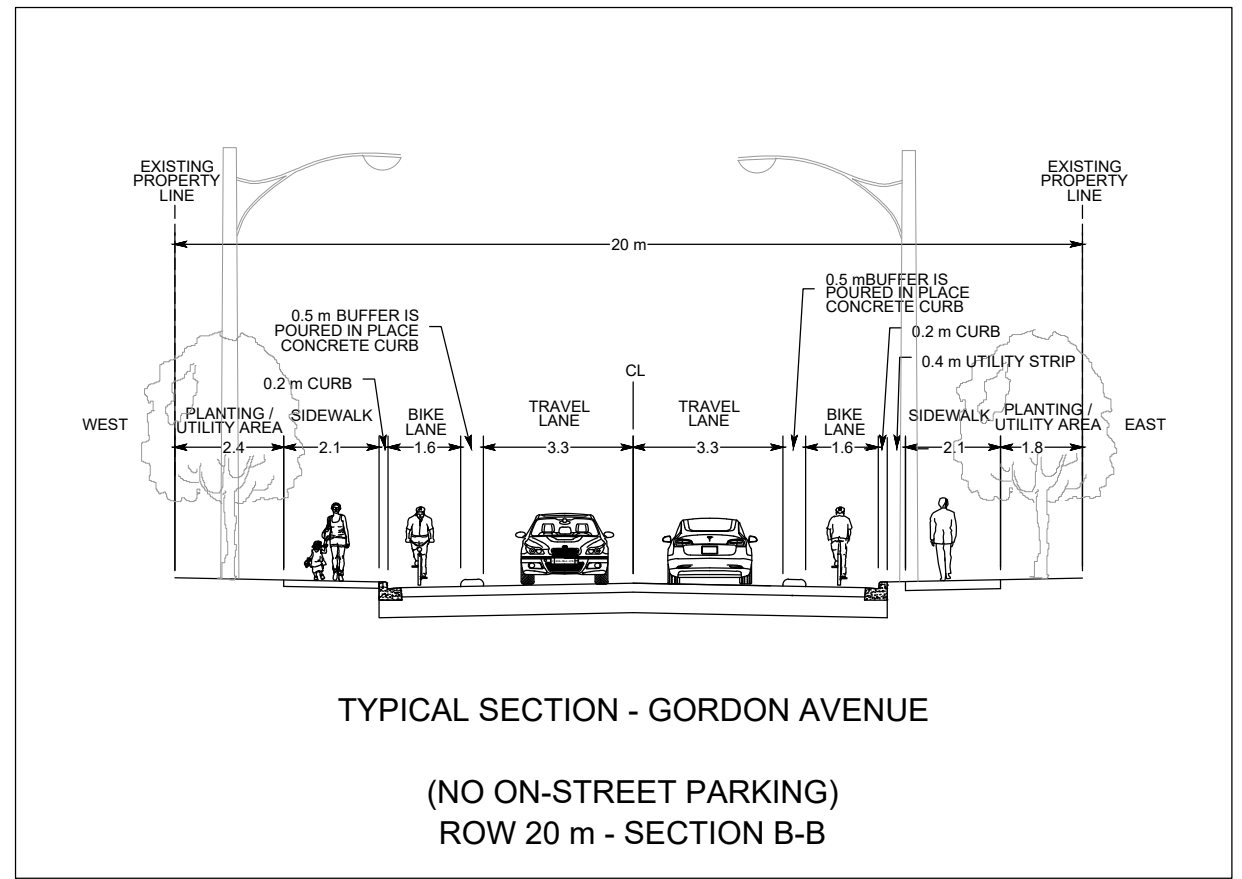 EXISTING
PROPERTY
LINE
EXISTING
PROPERTY
LINE
20 m
0.5 m BUFFER IS
POURED IN PLACE
CONCRETE CURB
0.5 mBUFFER IS
POURED IN PLACE
CONCRETE CURB
0.2 m CURB
0.2 m CURB
0.4 m UTILITY STRIP
CL
WEST
PLANTING /
UTILITY AREA
2.4
SIDEWALK
2.1
BIKE
LANE
1.6
TRAVEL
LANE
3.3
TRAVEL
LANE
3.3
BIKE
LANE
1.6
SIDEWALK
2.1
PLANTING /
UTILITY AREA
1.8
EAST
TYPICAL SECTION - GORDON AVENUE
(NO ON-STREET PARKING)
ROW 20 m - SECTION B-B